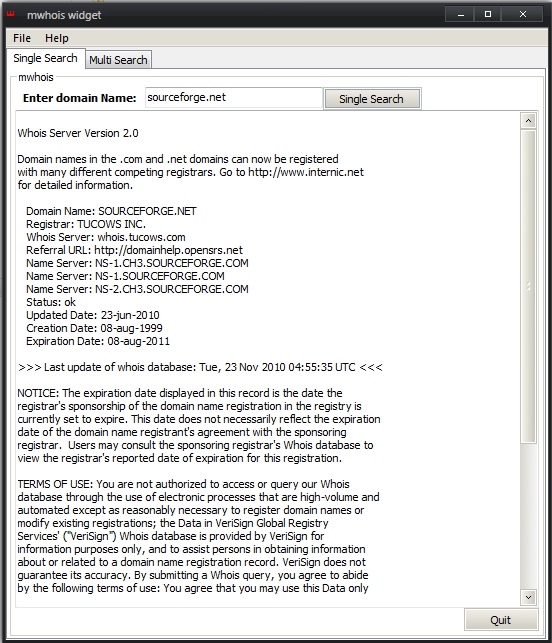 mwhois widget
File Help
Single Search Multi Search
mwhois
Enter domain Name: sourceforge.net Single Search
Whois Server Version 2.0
Domain names in the .com and .net domains can now be registered
with many different competing registrars. Go to http://www.internic.net
for detailed information.
Domain Name: SOURCEFORGE.NET
Registrar: TUCOWS INC.
Whois Server: whois.tucows.com
Referral URL: http://domainhelp.opensrs.net
Name Server: NS-1.CH3.SOURCEFORGE.COM
Name Server: NS-1.SOURCEFORGE.COM
Name Server: NS-2.CH3.SOURCEFORGE.COM
Status: ok
Updated Date: 23-jun-2010
Creation Date: 08-aug-1999
Expiration Date: 08-aug-2011
>>> Last update of whois database: Tue, 23 Nov 2010 04:55:35 UTC <<<
NOTICE: The expiration date displayed in this record is the date the
registrar's sponsorship of the domain name registration in the registry is
currently set to expire. This date does not necessarily reflect the expiration
date of the domain name registrant's agreement with the sponsoring
registrar.  Users may consult the sponsoring registrar's Whois database to
view the registrar's reported date of expiration for this registration.
TERMS OF USE: You are not authorized to access or query our Whois
database through the use of electronic processes that are high-volume and
automated except as reasonably necessary to register domain names or
modify existing registrations; the Data in VeriSign Global Registry
Services' ("VeriSign") Whois database is provided by VeriSign for
information purposes only, and to assist persons in obtaining information
about or related to a domain name registration record. VeriSign does not
guarantee its accuracy. By submitting a Whois query, you agree to abide
by the following terms of use: You agree that you may use this Data only
Quit